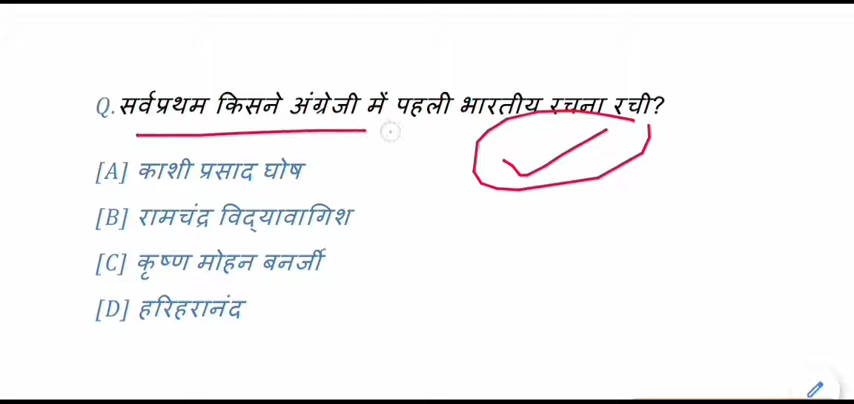 Q. सर्वप्रथम किसने अंग्रेजी में पहली भारतीय रचना रची?
[A] काशी प्रसाद घोष
[B] रामचंद्र विद्यावागिश
[C] कृष्ण मोहन बनर्जी
[D] हरिहरानंद